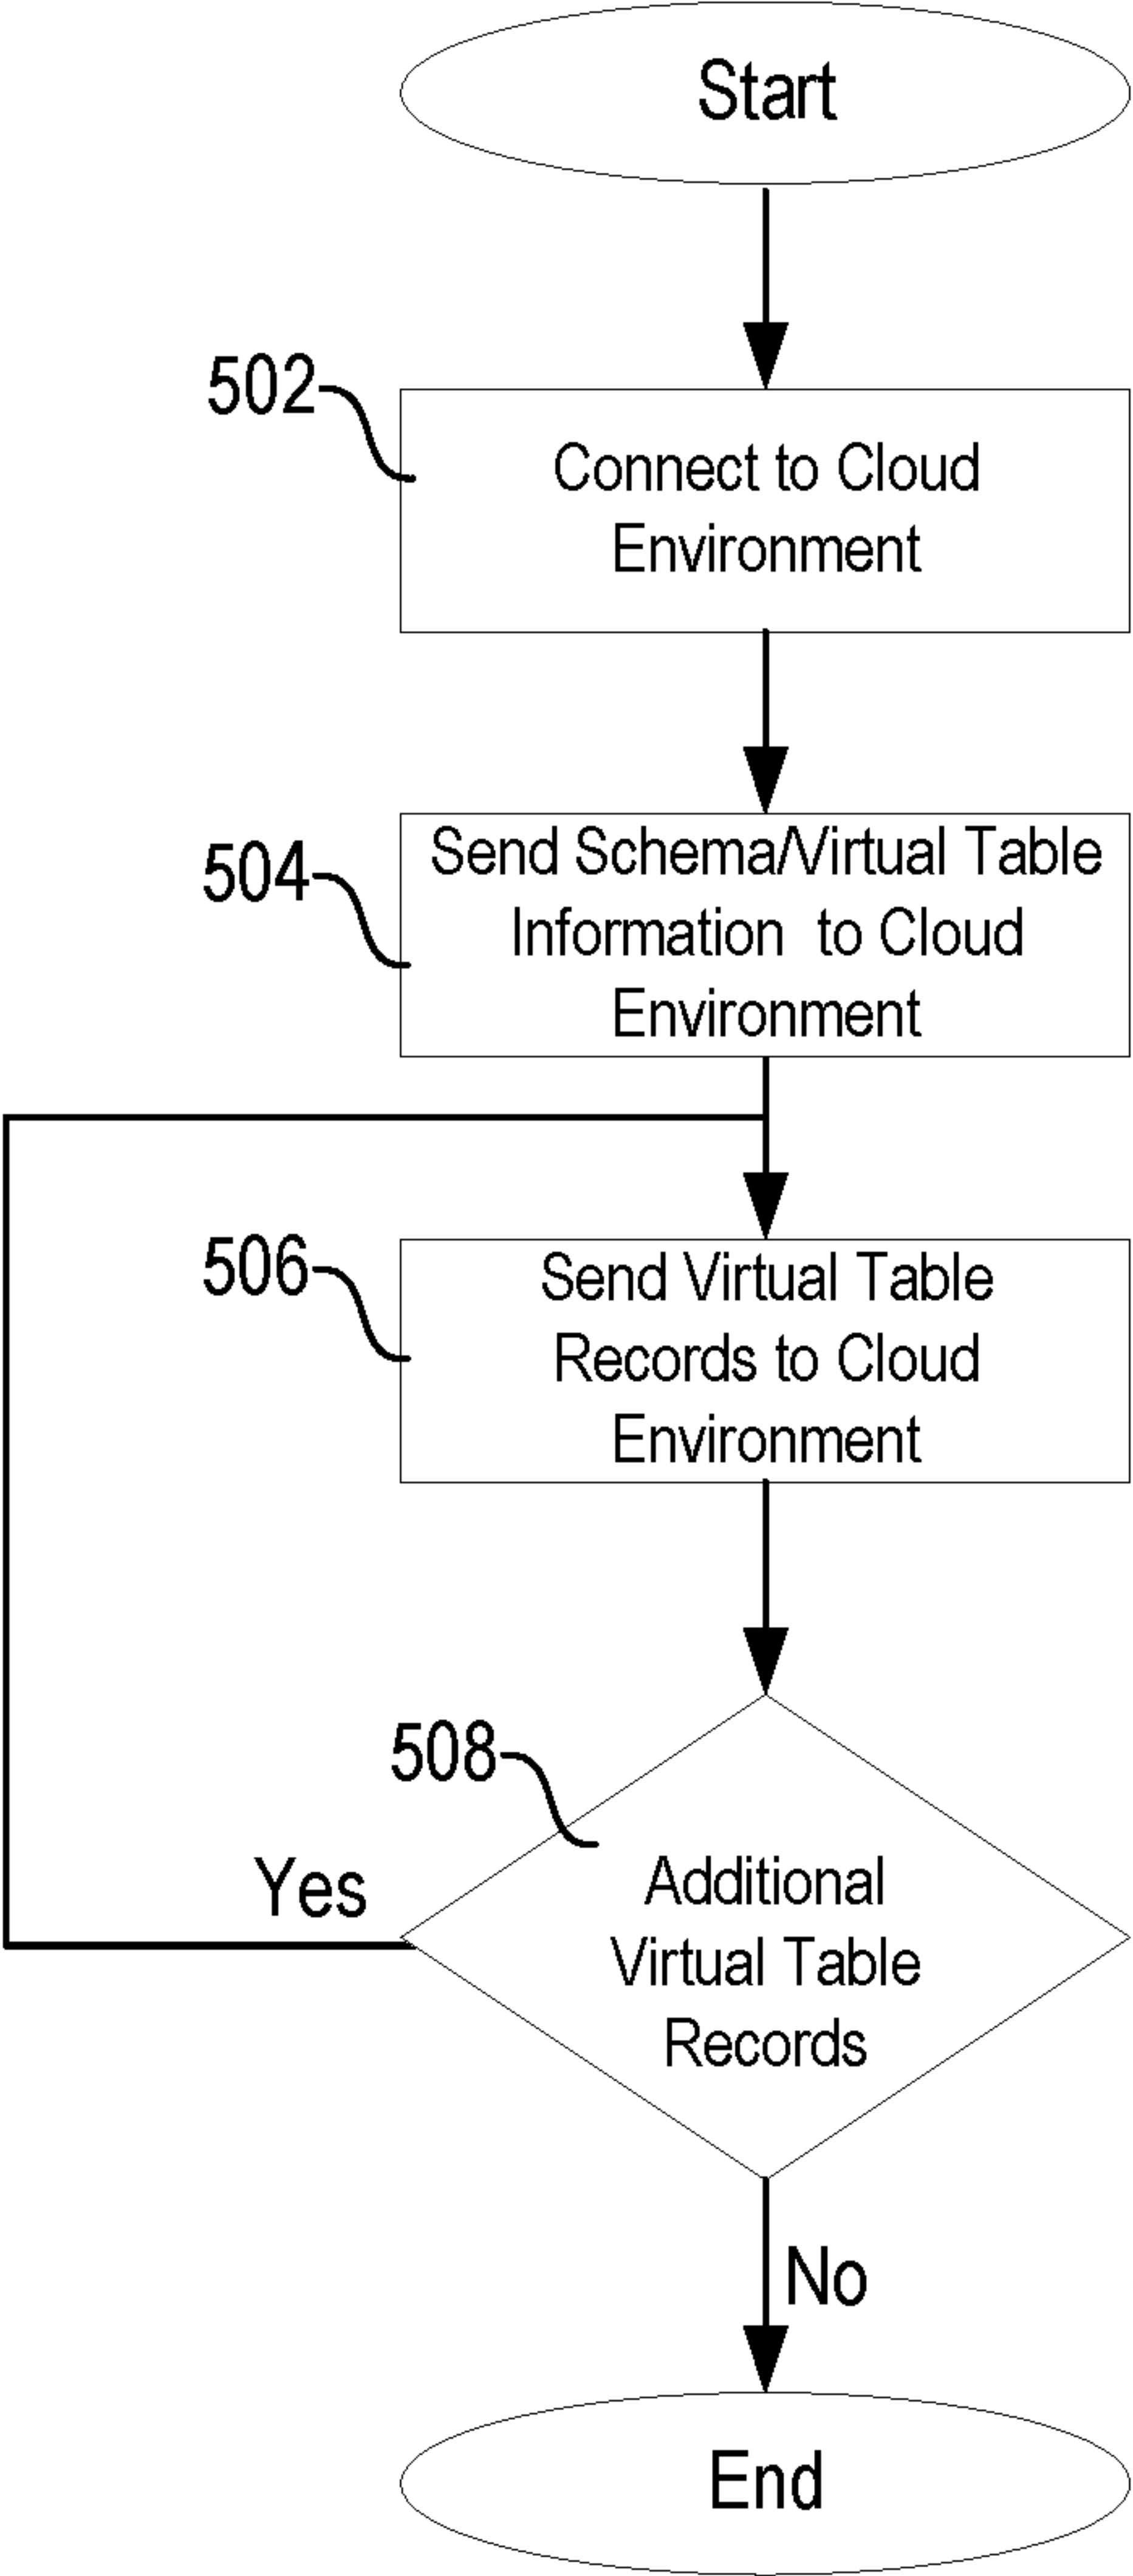 Start
502
Connect to Cloud
Environment
504
Send Schema/Virtual Table
Information to Cloud
Environment
506
Send Virtual Table
Records to Cloud
Environment
508
Additional
Virtual Table
Records
Yes
No
End